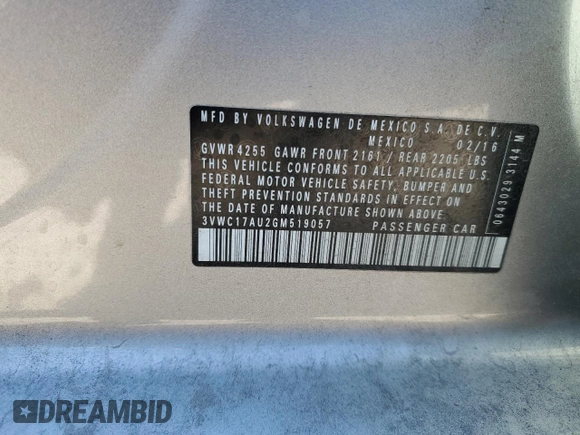 MFD BY VOLKSWAGEN DE MEXICO S.A. DE C.V.
MEXICO 02/16
GVWR 4255 GAWR FRONT 2161 / REAR 2205 LBS
THIS VEHICLE CONFORMS TO ALL APPLICABLE U.S.
FEDERAL MOTOR VEHICLE SAFETY, BUMPER AND
THEFT PREVENTION STANDARDS IN EFFECT ON
THE DATE OF MANUFACTURE SHOWN ABOVE.
3VWC17AU2GM519057 PASSENGER CAR
0643029 3144 M
DREAMBID